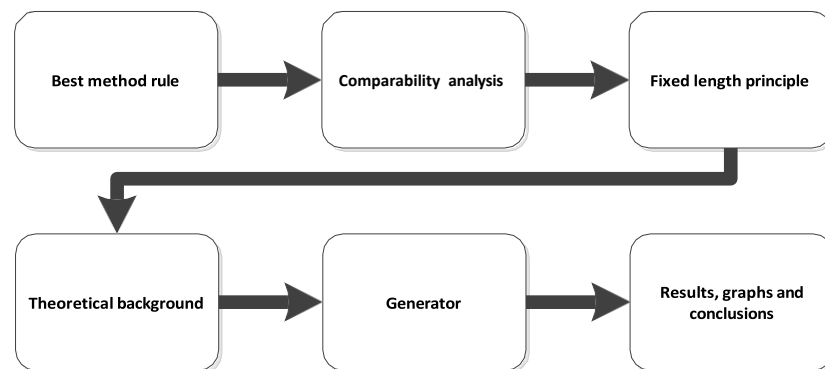 Best method rule
Comparability analysis
Fixed length principle
Theoretical background
Generator
Results, graphs and
conclusions